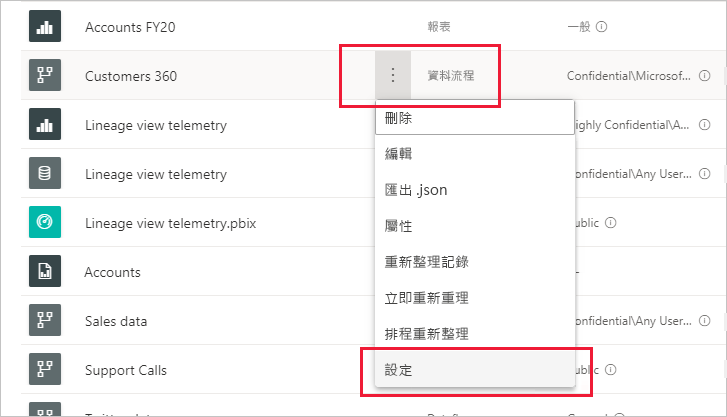 Accounts FY20 報表 一般
Customers 360 資料流程 Confidential\Microsof...
刪除
Lineage view telemetry ighly Confidential\A...
編輯
Lineage view telemetry onfidential\Any User...
匯出 .json
Lineage view telemetry.pbix ublic
屬性
重新整理記錄
Accounts
立即重新重理
Sales data onfidential\Any User...
排程重新整理
Support Calls ublic
設定